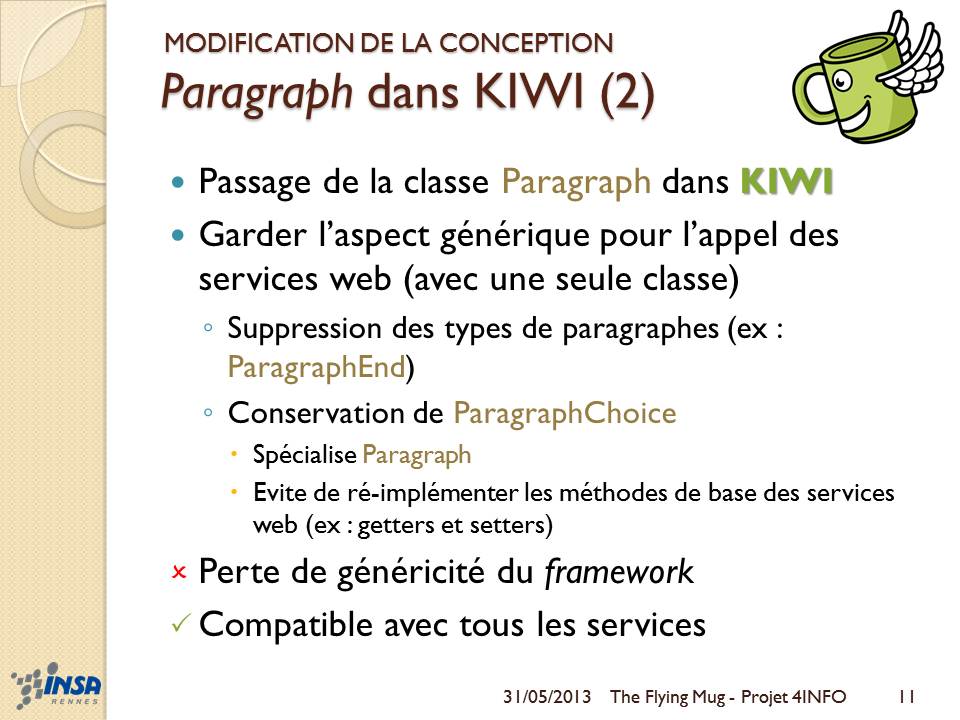 MODIFICATION DE LA CONCEPTION
Paragraph dans KIWI (2)
• Passage de la classe Paragraph dans KIWI
• Garder l’aspect générique pour l’appel des
services web (avec une seule classe)
◦ Suppression des types de paragraphes (ex :
ParagraphEnd)
◦ Conservation de ParagraphChoice
• Spécialise Paragraph
• Evite de ré-implémenter les méthodes de base des services
web (ex : getters et setters)
× Perte de généricité du framework
✓ Compatible avec tous les services
INSA
RENNES
31/05/2013 The Flying Mug - Projet 4INFO 11